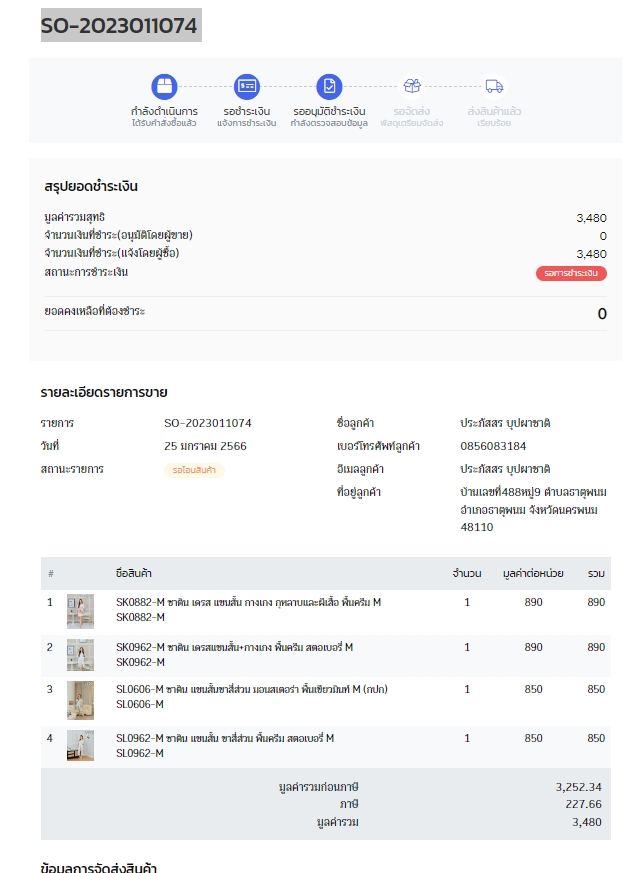 SO-2023011074
กำลังดำเนินการ รอชำระเงิน รออนุมัติชำระเงิน รอจัดส่ง ส่งสินค้าแล้ว
ได้รับคำสั่งซื้อแล้ว แจ้งการชำระเงิน กำลังตรวจสอบข้อมูล พัสดุเตรียมจัดส่ง เรียบร้อย
สรุปยอดชำระเงิน
มูลค่ารวมสุทธิ 3,480
จำนวนเงินที่ชำระ(อนุมัติโดยผู้ขาย) 0
จำนวนเงินที่ชำระ(แจ้งโดยผู้ซื้อ) 3,480
สถานะการชำระเงิน รอการชำระเงิน
ยอดคงเหลือที่ต้องชำระ 0
รายละเอียดรายการขาย
รายการ SO-2023011074 ชื่อลูกค้า ประภัสสร บุปผาชาติ
วันที่ 25 มกราคม 2566 เบอร์โทรศัพท์ลูกค้า 0856083184
สถานะรายการ รอโอนสินค้า อีเมลลูกค้า ประภัสสร บุปผาชาติ
ที่อยู่ลูกค้า บ้านเลขที่488หมู่9 ตำบลธาตุพนม
อำเภอธาตุพนม จังหวัดนครพนม
48110
# ชื่อสินค้า จำนวน มูลค่าต่อหน่วย รวม
1 SK0882-M ซาติน เดรส แขนสั้น กางเกง กุหลาบและผีเสื้อ พื้นครีม M 1 890 890
SK0882-M
2 SK0962-M ซาติน เดรสแขนสั้น+กางเกง พื้นครีม สตอเบอรี่ M 1 890 890
SK0962-M
3 SL0606-M ซาติน แขนสั้นขาสี่ส่วน มอนสเตอร่า พื้นเขียวมินท์ M (กปก) 1 850 850
SL0606-M
4 SL0962-M ซาติน แขนสั้น ขาสี่ส่วน พื้นครีม สตอเบอรี่ M 1 850 850
SL0962-M
มูลค่ารวมก่อนภาษี 3,252.34
ภาษี 227.66
มูลค่ารวม 3,480
ข้อมูลการจัดส่งสินค้า